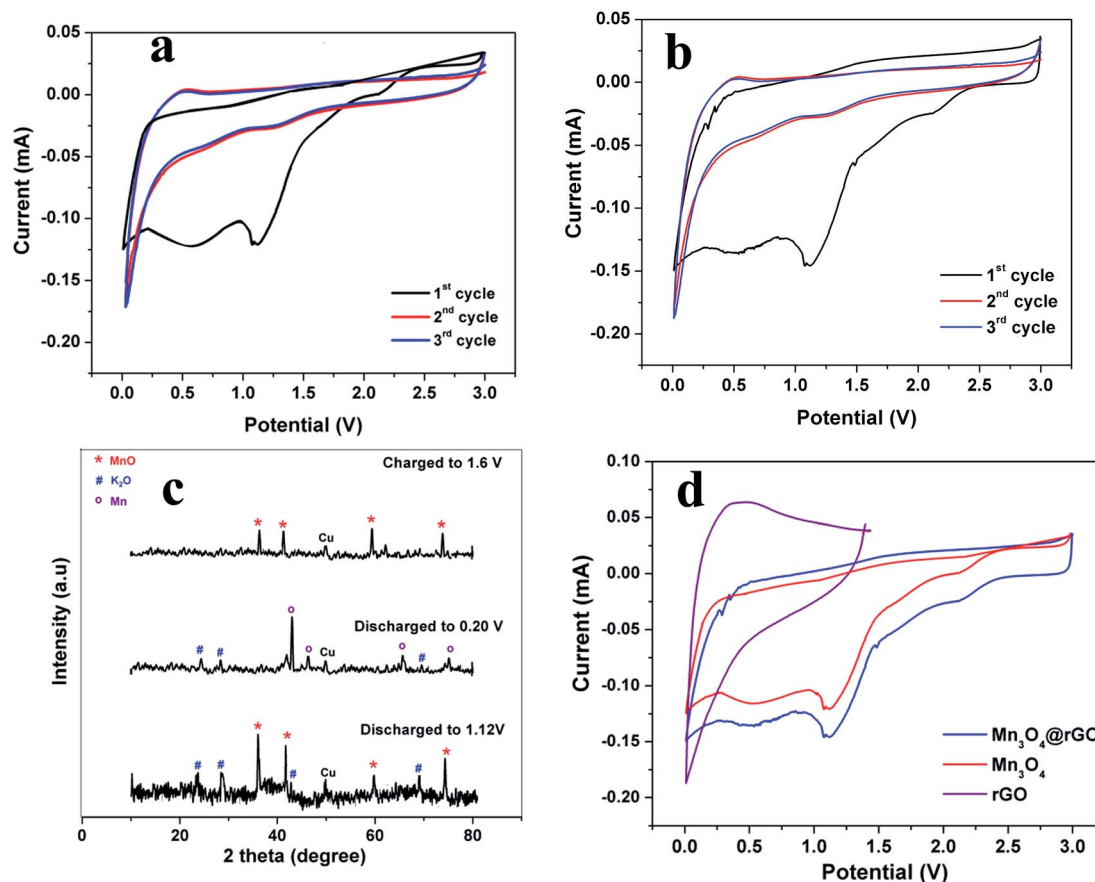 a
0.05
0.00
-0.05
-0.10
-0.15
-0.20
Current (mA)
1st cycle
2nd cycle
3rd cycle
0.0 0.5 1.0 1.5 2.0 2.5 3.0
Potential (V)
b
0.05
0.00
-0.05
-0.10
-0.15
-0.20
Current (mA)
1st cycle
2nd cycle
3rd cycle
0.0 0.5 1.0 1.5 2.0 2.5 3.0
Potential (V)
c
* MnO
# K2O
o Mn
Charged to 1.6 V
* * Cu * *
Discharged to 0.20 V
# # o o Cu o # o
Discharged to 1.12V
# # * * # Cu * # *
Intensity (a.u)
0 20 40 60 80
2 theta (degree)
d
0.10
0.05
0.00
-0.05
-0.10
-0.15
-0.20
Current (mA)
Mn3O4@rGO
Mn3O4
rGO
0.0 0.5 1.0 1.5 2.0 2.5 3.0
Potential (V)